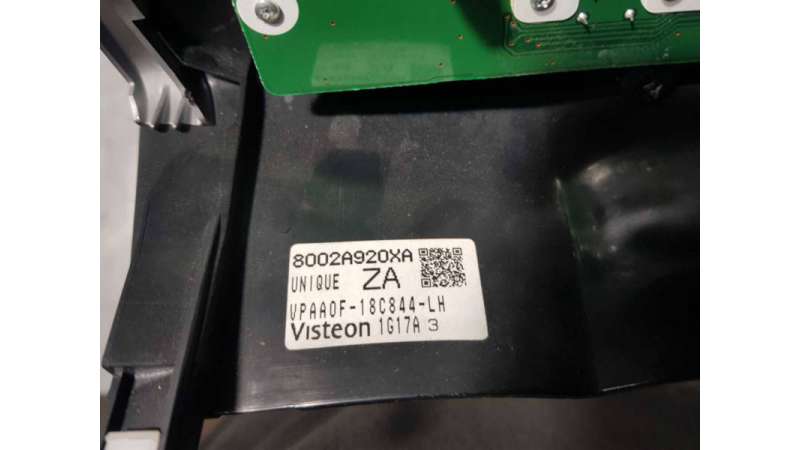 8002A920XA
UNIQUE ZA
VPAA0F-18C844-LH
Visteon 1G17A 3